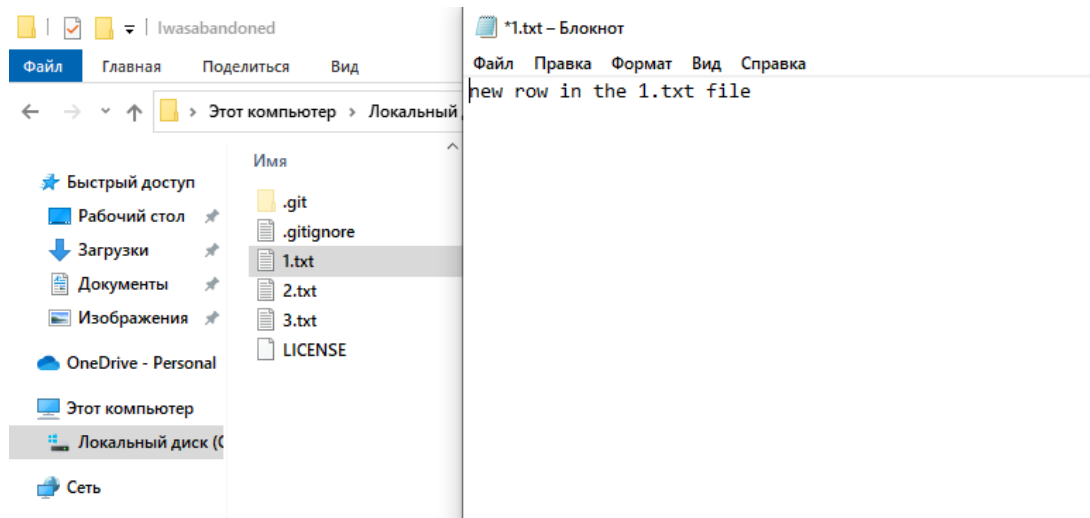 Iwasabandoned
Файл Главная Поделиться Вид
Этот компьютер Локальный
Имя
Быстрый доступ
Рабочий стол
Загрузки
Документы
Изображения
OneDrive - Personal
Этот компьютер
Локальный диск (C
Сеть
.git
.gitignore
1.txt
2.txt
3.txt
LICENSE
*1.txt – Блокнот
Файл Правка Формат Вид Справка
new row in the 1.txt file